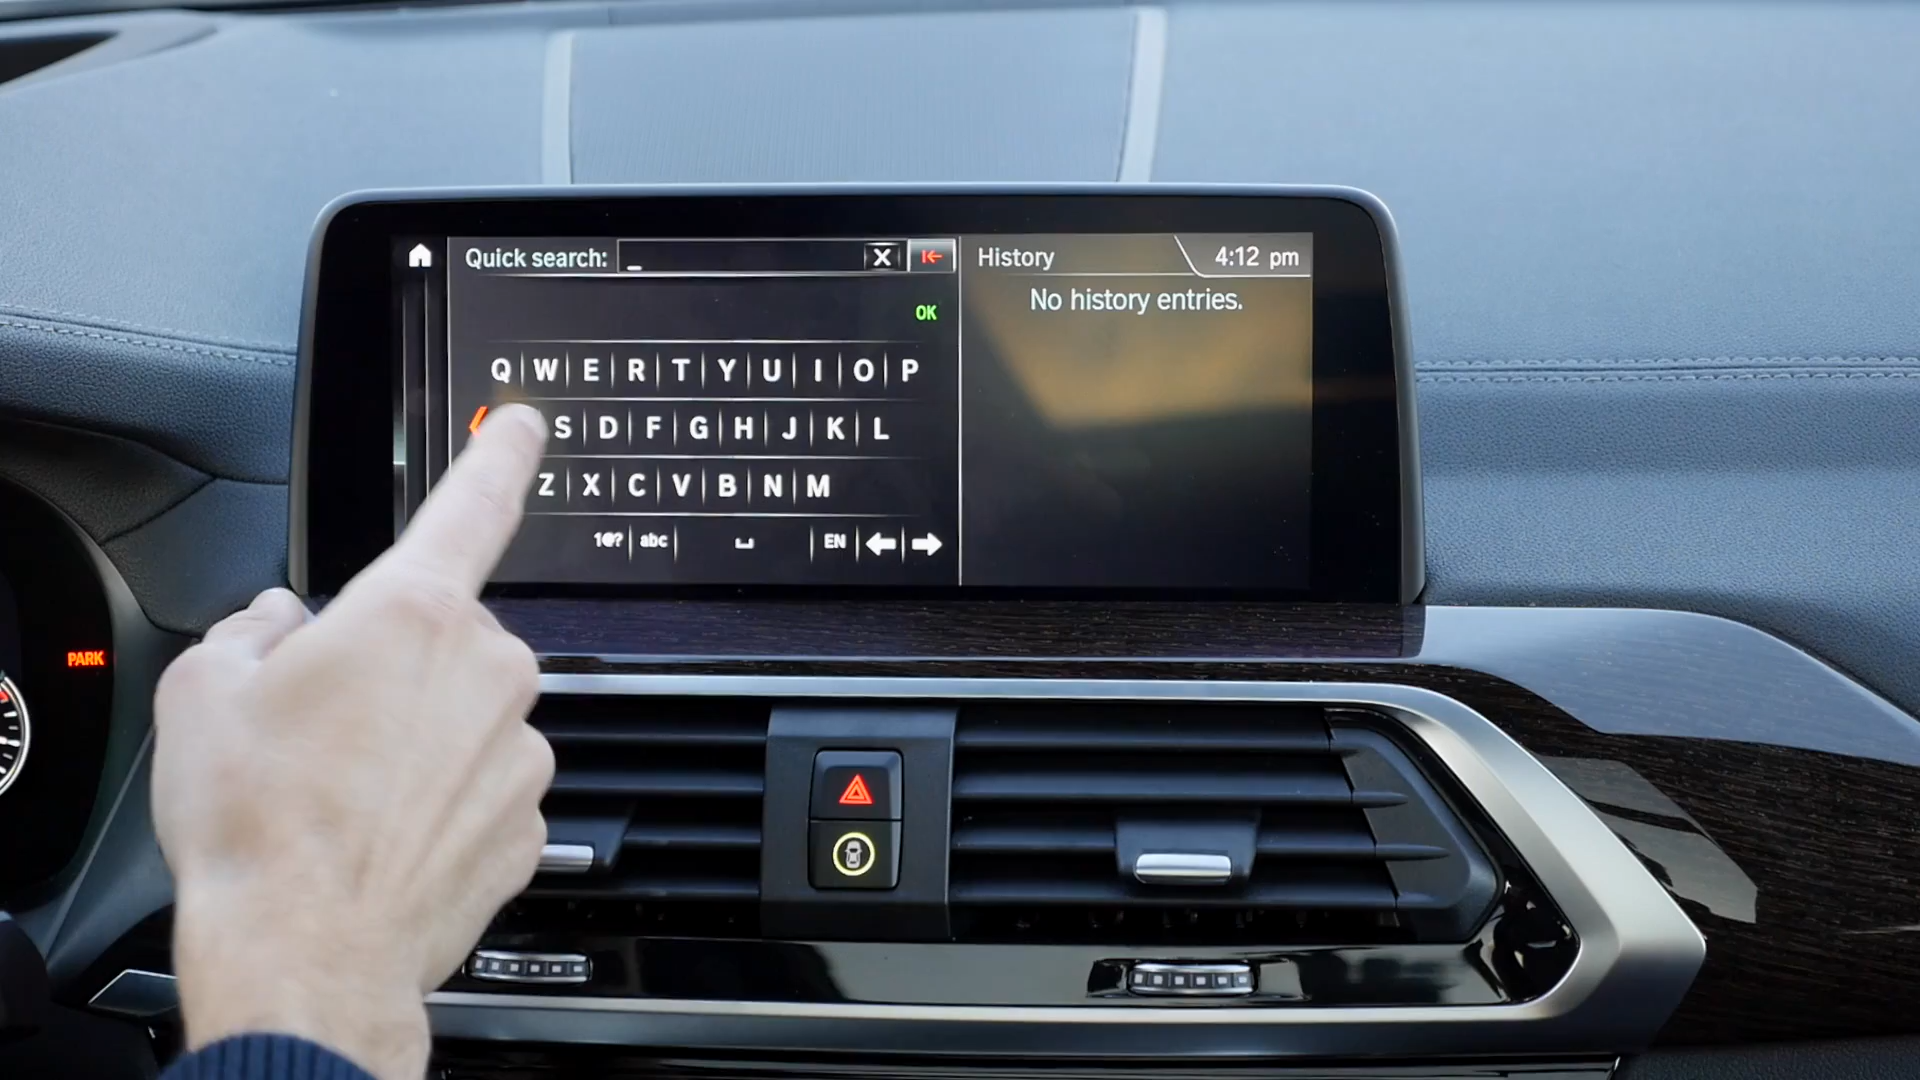 Quick search: _ X
History
4:12 pm
No history entries.
OK
Q W E R T Y U I O P
S D F G H J K L
Z X C V B N M
1@? abc EN
PARK